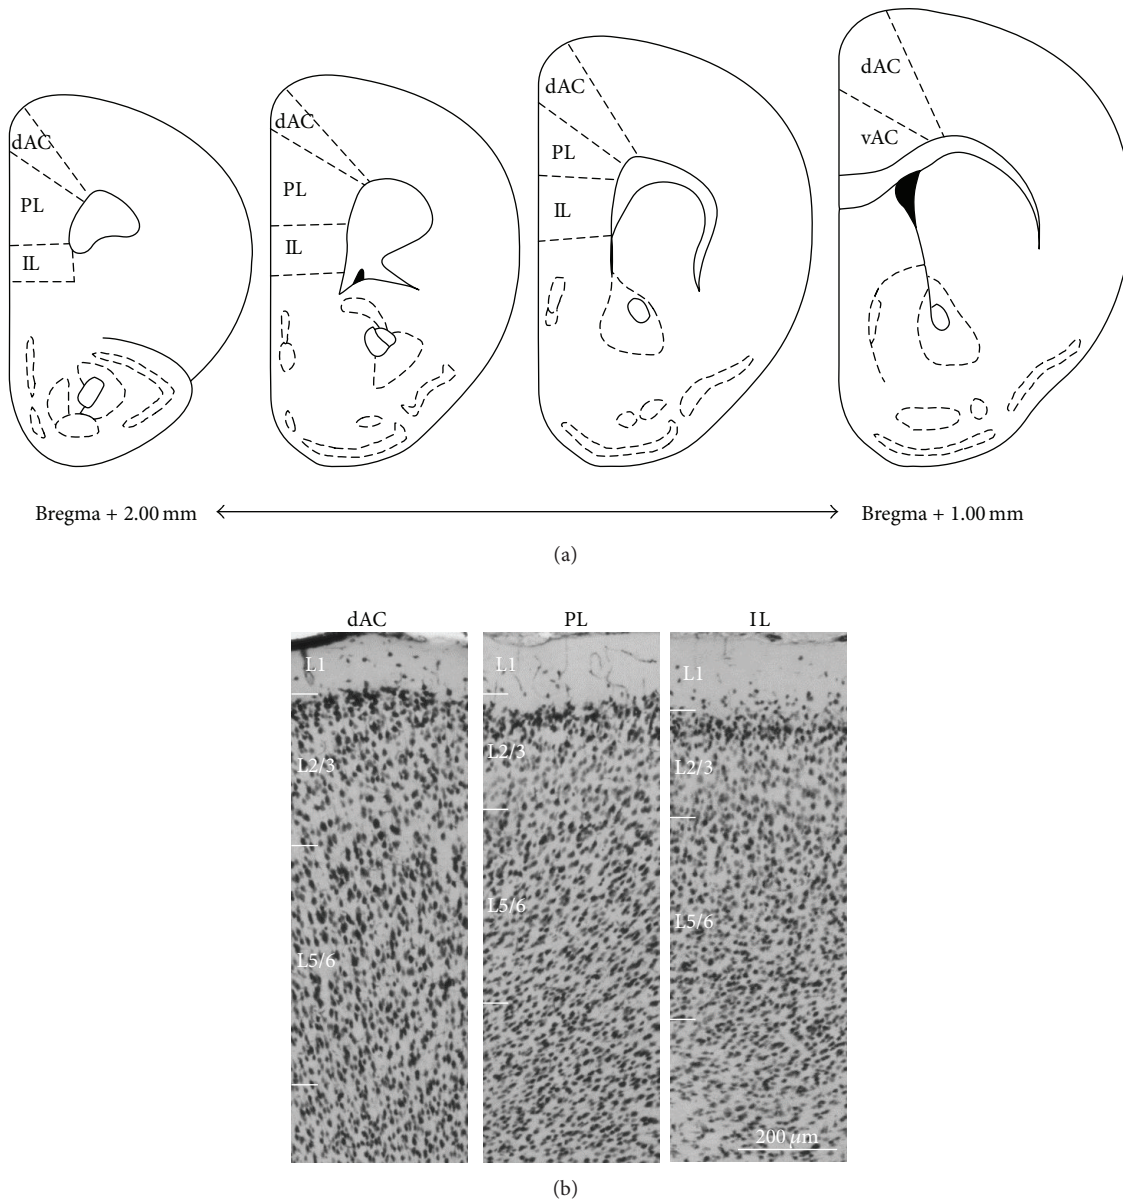 dAC
PL
IL
dAC
PL
IL
dAC
PL
IL
dAC
vAC
Bregma + 2.00 mm
Bregma + 1.00 mm
(a)
dAC
PL
IL
L1
L2/3
L5/6
L1
L2/3
L5/6
L1
L2/3
L5/6
200 μm
(b)